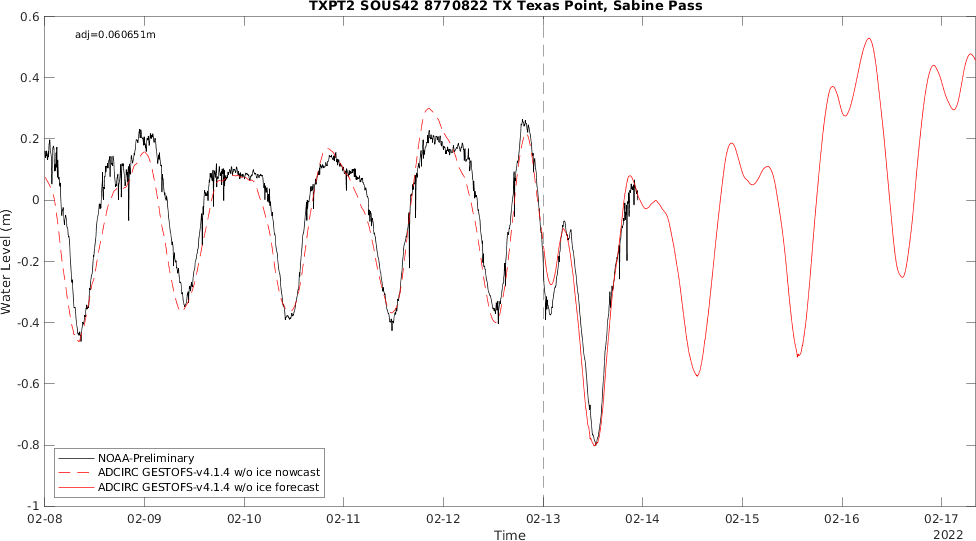 TXPT2 SOUS42 8770822 TX Texas Point, Sabine Pass
adj=0.060651m
0.6
0.4
0.2
0
-0.2
-0.4
-0.6
-0.8
-1
Water Level (m)
NOAA-Preliminary
ADCIRC GESTOFS-v4.1.4 w/o ice nowcast
ADCIRC GESTOFS-v4.1.4 w/o ice forecast
02-08 02-09 02-10 02-11 02-12 02-13 02-14 02-15 02-16 02-17
Time
2022